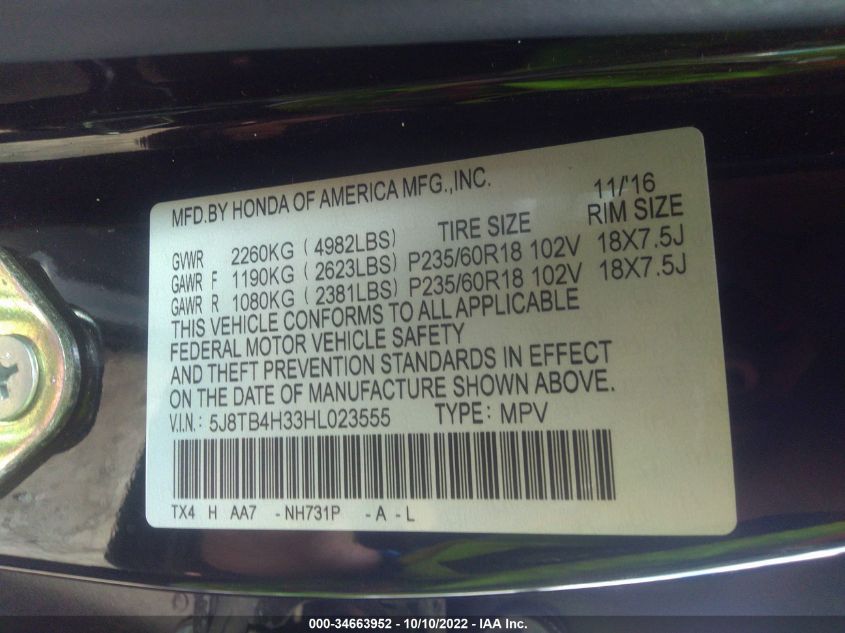 MFD.BY HONDA OF AMERICA MFG.,INC. 11/'16
TIRE SIZE RIM SIZE
GVWR 2260KG ( 4982LBS)
GAWR F 1190KG ( 2623LBS) P235/60R18 102V 18X7.5J
GAWR R 1080KG ( 2381LBS) P235/60R18 102V 18X7.5J
THIS VEHICLE CONFORMS TO ALL APPLICABLE
FEDERAL MOTOR VEHICLE SAFETY
AND THEFT PREVENTION STANDARDS IN EFFECT
ON THE DATE OF MANUFACTURE SHOWN ABOVE.
V.I.N.: 5J8TB4H33HL023555 TYPE: MPV
TX4 H AA7 -NH731P -A -L
000-34663952 - 10/10/2022 - IAA Inc.